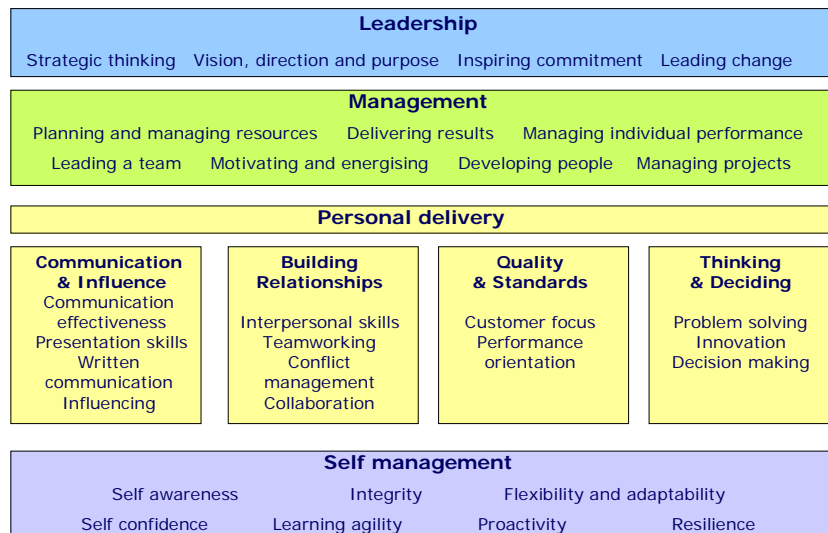 Leadership
Strategic thinking Vision, direction and purpose Inspiring commitment Leading change
Management
Planning and managing resources Delivering results Managing individual performance
Leading a team Motivating and energising Developing people Managing projects
Personal delivery
Communication
& Influence
Communication
effectiveness
Presentation skills
Written
communication
Influencing
Building
Relationships
Interpersonal skills
Teamworking
Conflict
management
Collaboration
Quality
& Standards
Customer focus
Performance
orientation
Thinking
& Deciding
Problem solving
Innovation
Decision making
Self management
Self awareness Integrity Flexibility and adaptability
Self confidence Learning agility Proactivity Resilience